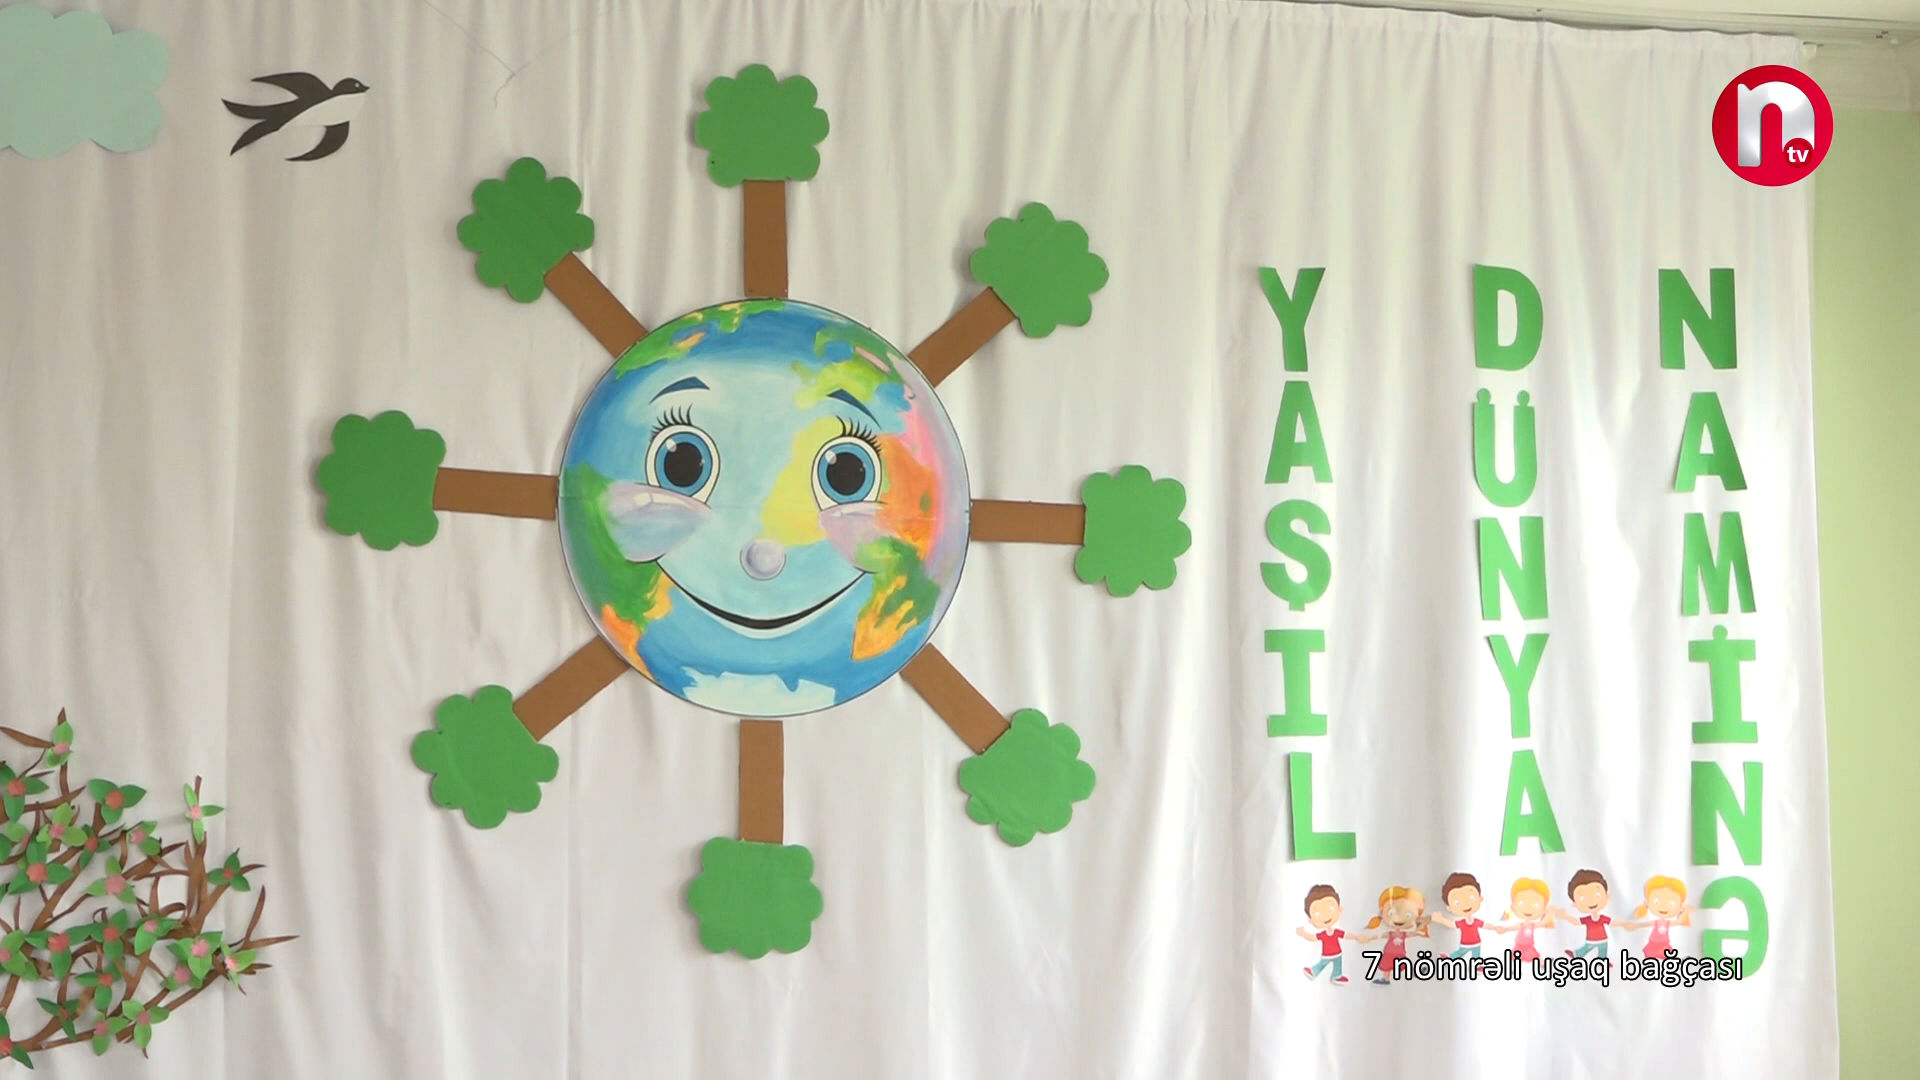 n
tv
YAŞIL
DÜNYA
NAMİNƏ
7 nömrəli uşaq bağçası